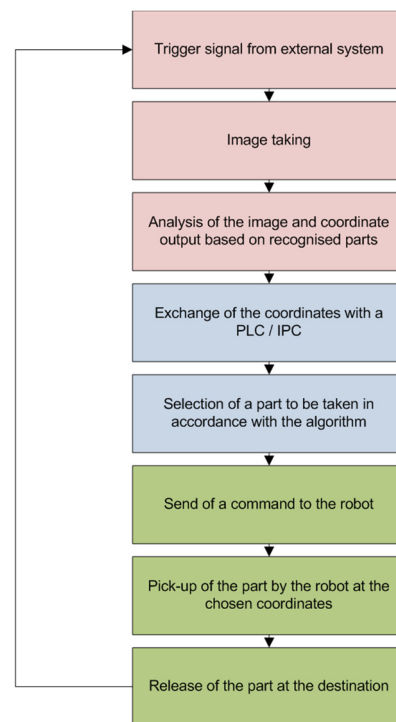 Trigger signal from external system
Image taking
Analysis of the image and coordinate
output based on recognised parts
Exchange of the coordinates with a
PLC / IPC
Selection of a part to be taken in
accordance with the algorithm
Send of a command to the robot
Pick-up of the part by the robot at the
chosen coordinates
Release of the part at the destination